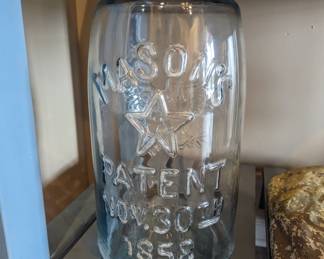 MASON'S
PATENT
NOV. 30TH
1858